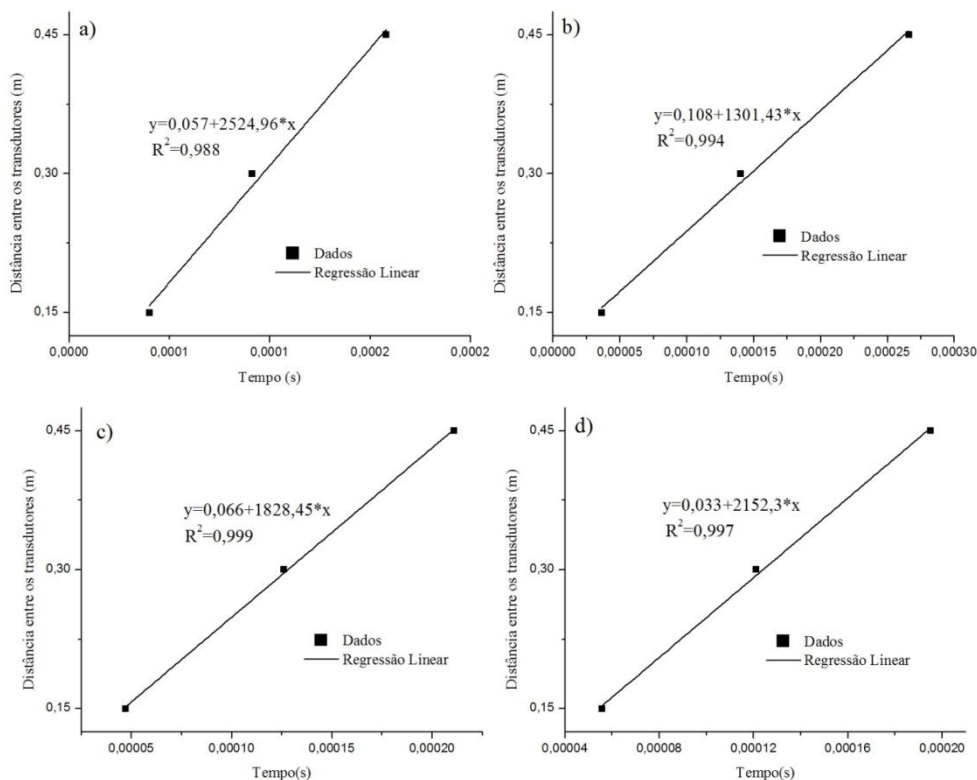 a)
Distância entre os transdutores (m)
0,45
0,30
0,15
y=0,057+2524,96*x
R²=0,988
Dados
Regressão Linear
0,0000 0,0001 0,0001 0,0002 0,0002
Tempo (s)
b)
Distância entre os transdutores (m)
0,45
0,30
0,15
y=0,108+1301,43*x
R²=0,994
Dados
Regressão Linear
0,00000 0,00005 0,00010 0,00015 0,00020 0,00025 0,00030
Tempo(s)
c)
Distância entre os transdutores (m)
0,45
0,30
0,15
y=0,066+1828,45*x
R²=0,999
Dados
Regressão Linear
0,00005 0,00010 0,00015 0,00020
Tempo(s)
d)
Distância entre os transdutores (m)
0,45
0,30
0,15
y=0,033+2152,3*x
R²=0,997
Dados
Regressão Linear
0,00004 0,00008 0,00012 0,00016 0,00020
Tempo(s)